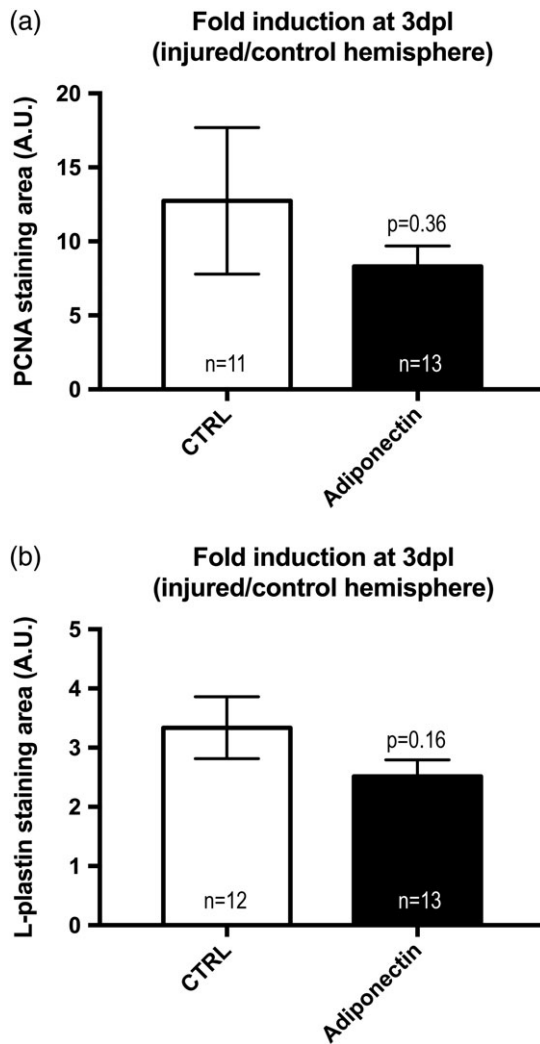 (a)
Fold induction at 3dpl
(injured/control hemisphere)
PCNA staining area (A.U.)
20
15
10
5
0
p=0.36
n=11
n=13
CTRL
Adiponectin
(b)
Fold induction at 3dpl
(injured/control hemisphere)
L-plastin staining area (A.U.)
5
4
3
2
1
0
p=0.16
n=12
n=13
CTRL
Adiponectin